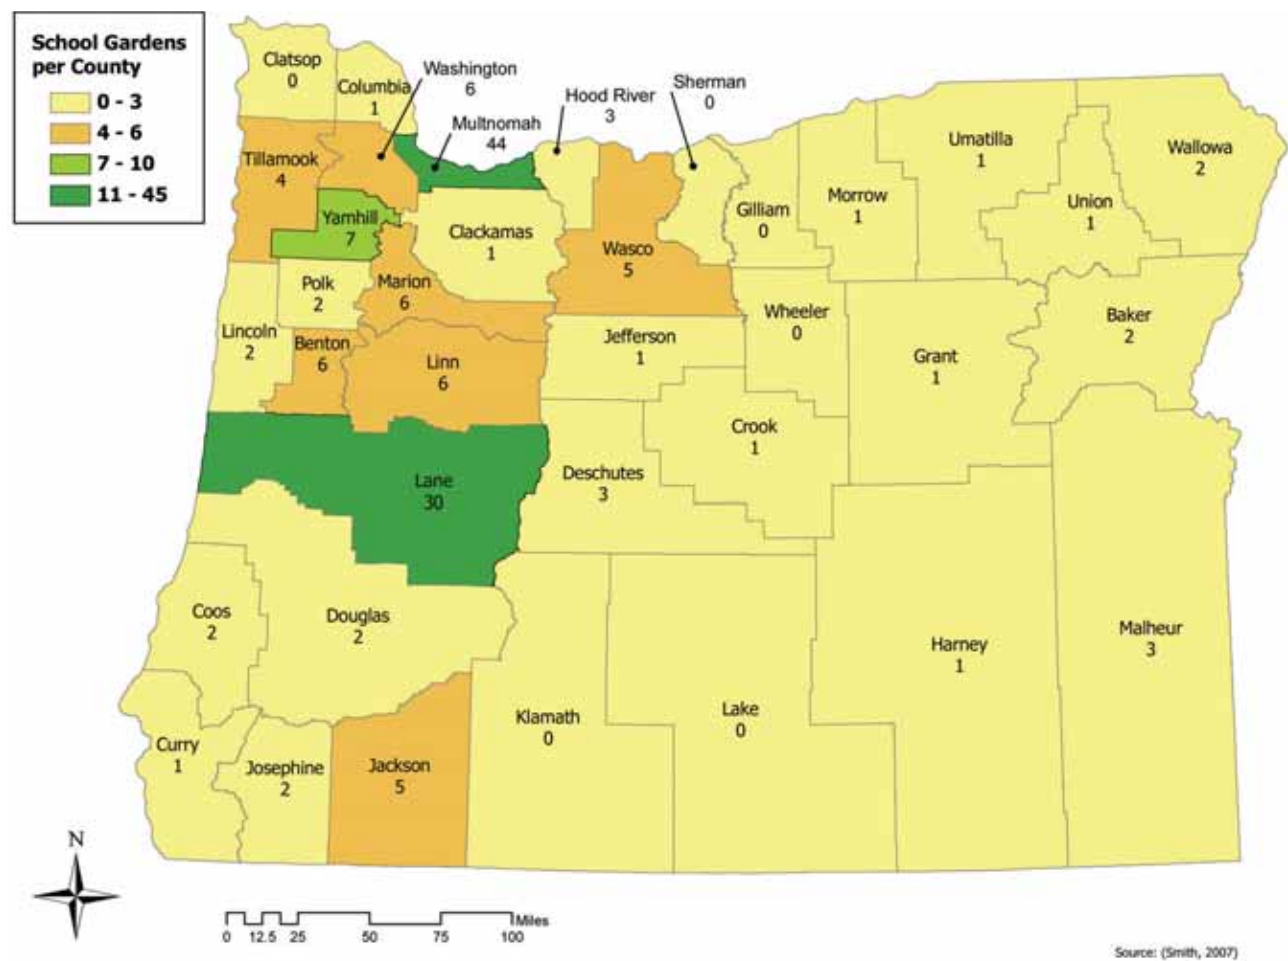 School Gardens
per County
0 - 3
4 - 6
7 - 10
11 - 45
Clatsop
0
Columbia
1
Washington
6
Multnomah
44
Hood River
3
Sherman
0
Tillamook
4
Yamhill
7
Clackamas
1
Wasco
5
Gilliam
0
Morrow
1
Umatilla
1
Union
1
Wallowa
2
Polk
2
Marion
6
Lincoln
2
Benton
6
Linn
6
Jefferson
1
Wheeler
0
Grant
1
Baker
2
Crook
1
Lane
30
Deschutes
3
Coos
2
Douglas
2
Harney
1
Malheur
3
Klamath
0
Lake
0
Curry
1
Josephine
2
Jackson
5
N
Miles
0 12.5 25 50 75 100
Source: (Smith, 2007)